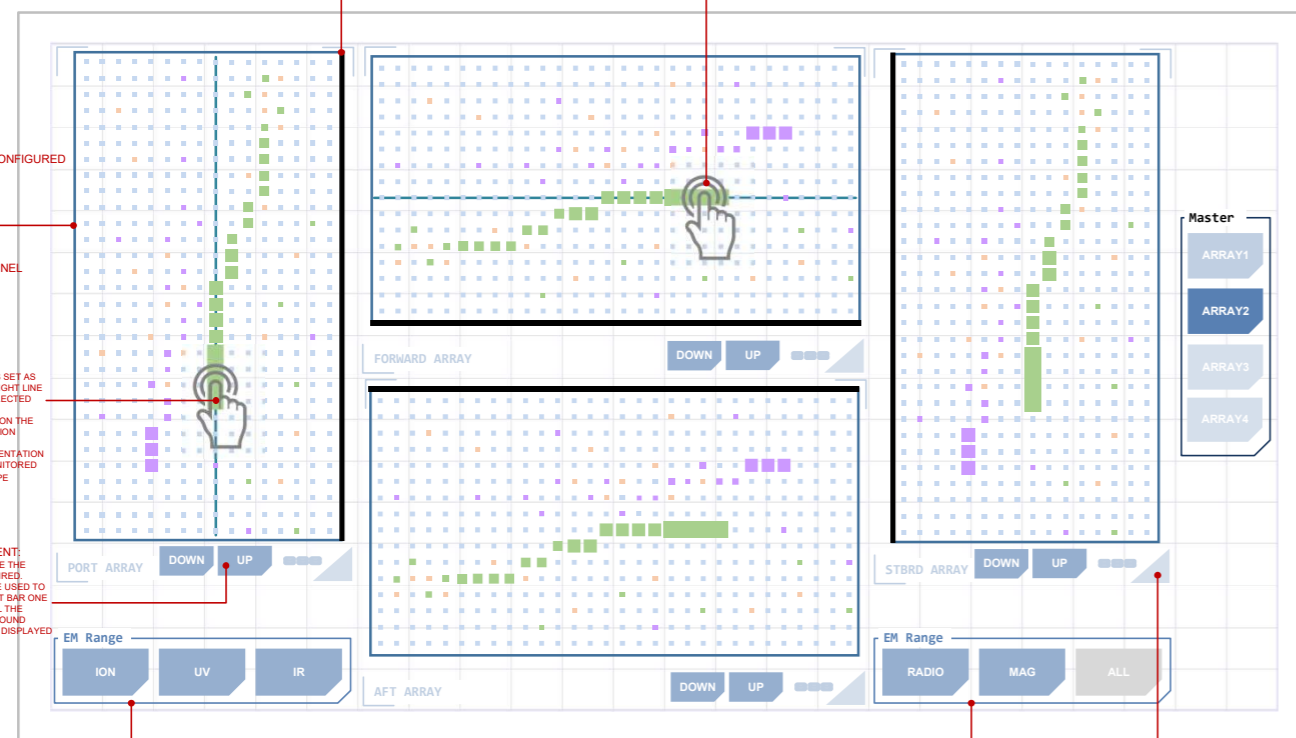 ONFIGURED
NEL
S SET AS
GHT LINE
ECTED
ON THE
ION
ENTATION
NITORED
PE
ENT:
E THE
IRED.
E USED TO
T BAR ONE
L THE
OUND
DISPLAYED
FORWARD ARRAY
DOWN
UP
Master
ARRAY1
ARRAY2
ARRAY3
ARRAY4
PORT ARRAY
DOWN
UP
STBRD ARRAY
DOWN
UP
EM Range
ION
UV
IR
AFT ARRAY
DOWN
UP
EM Range
RADIO
MAG
ALL